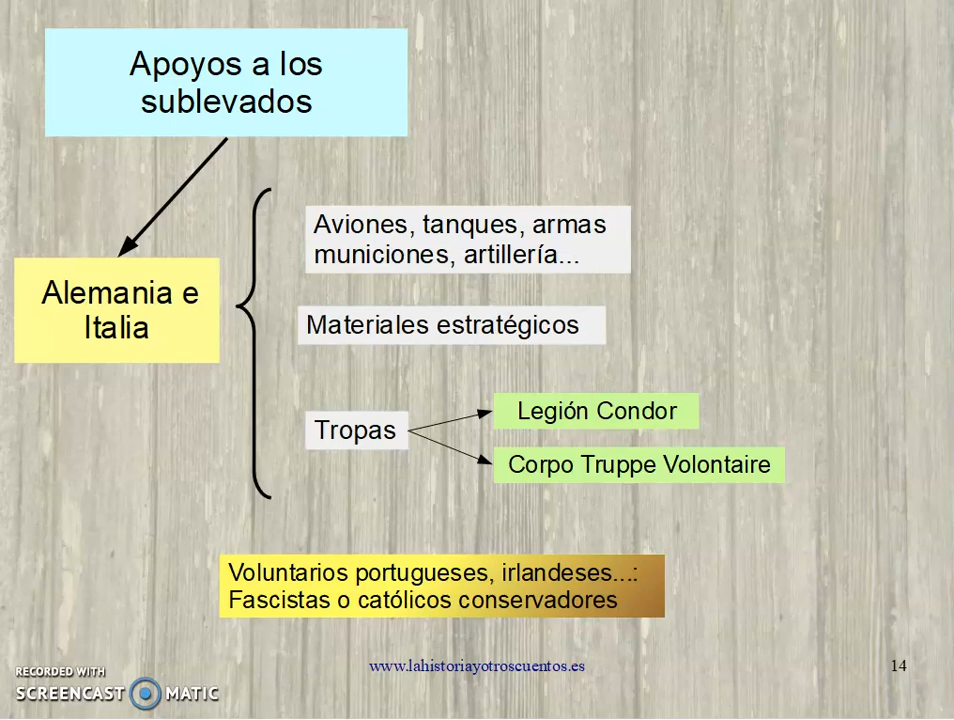 Apoyos a los
sublevados
Alemania e
Italia
Aviones, tanques, armas
municiones, artillería...
Materiales estratégicos
Tropas
Legión Condor
Corpo Truppe Volontaire
Voluntarios portugueses, irlandeses...:
Fascistas o católicos conservadores
www.lahistoriayotroscuentos.es
14
RECORDED WITH
SCREENCAST MATIC